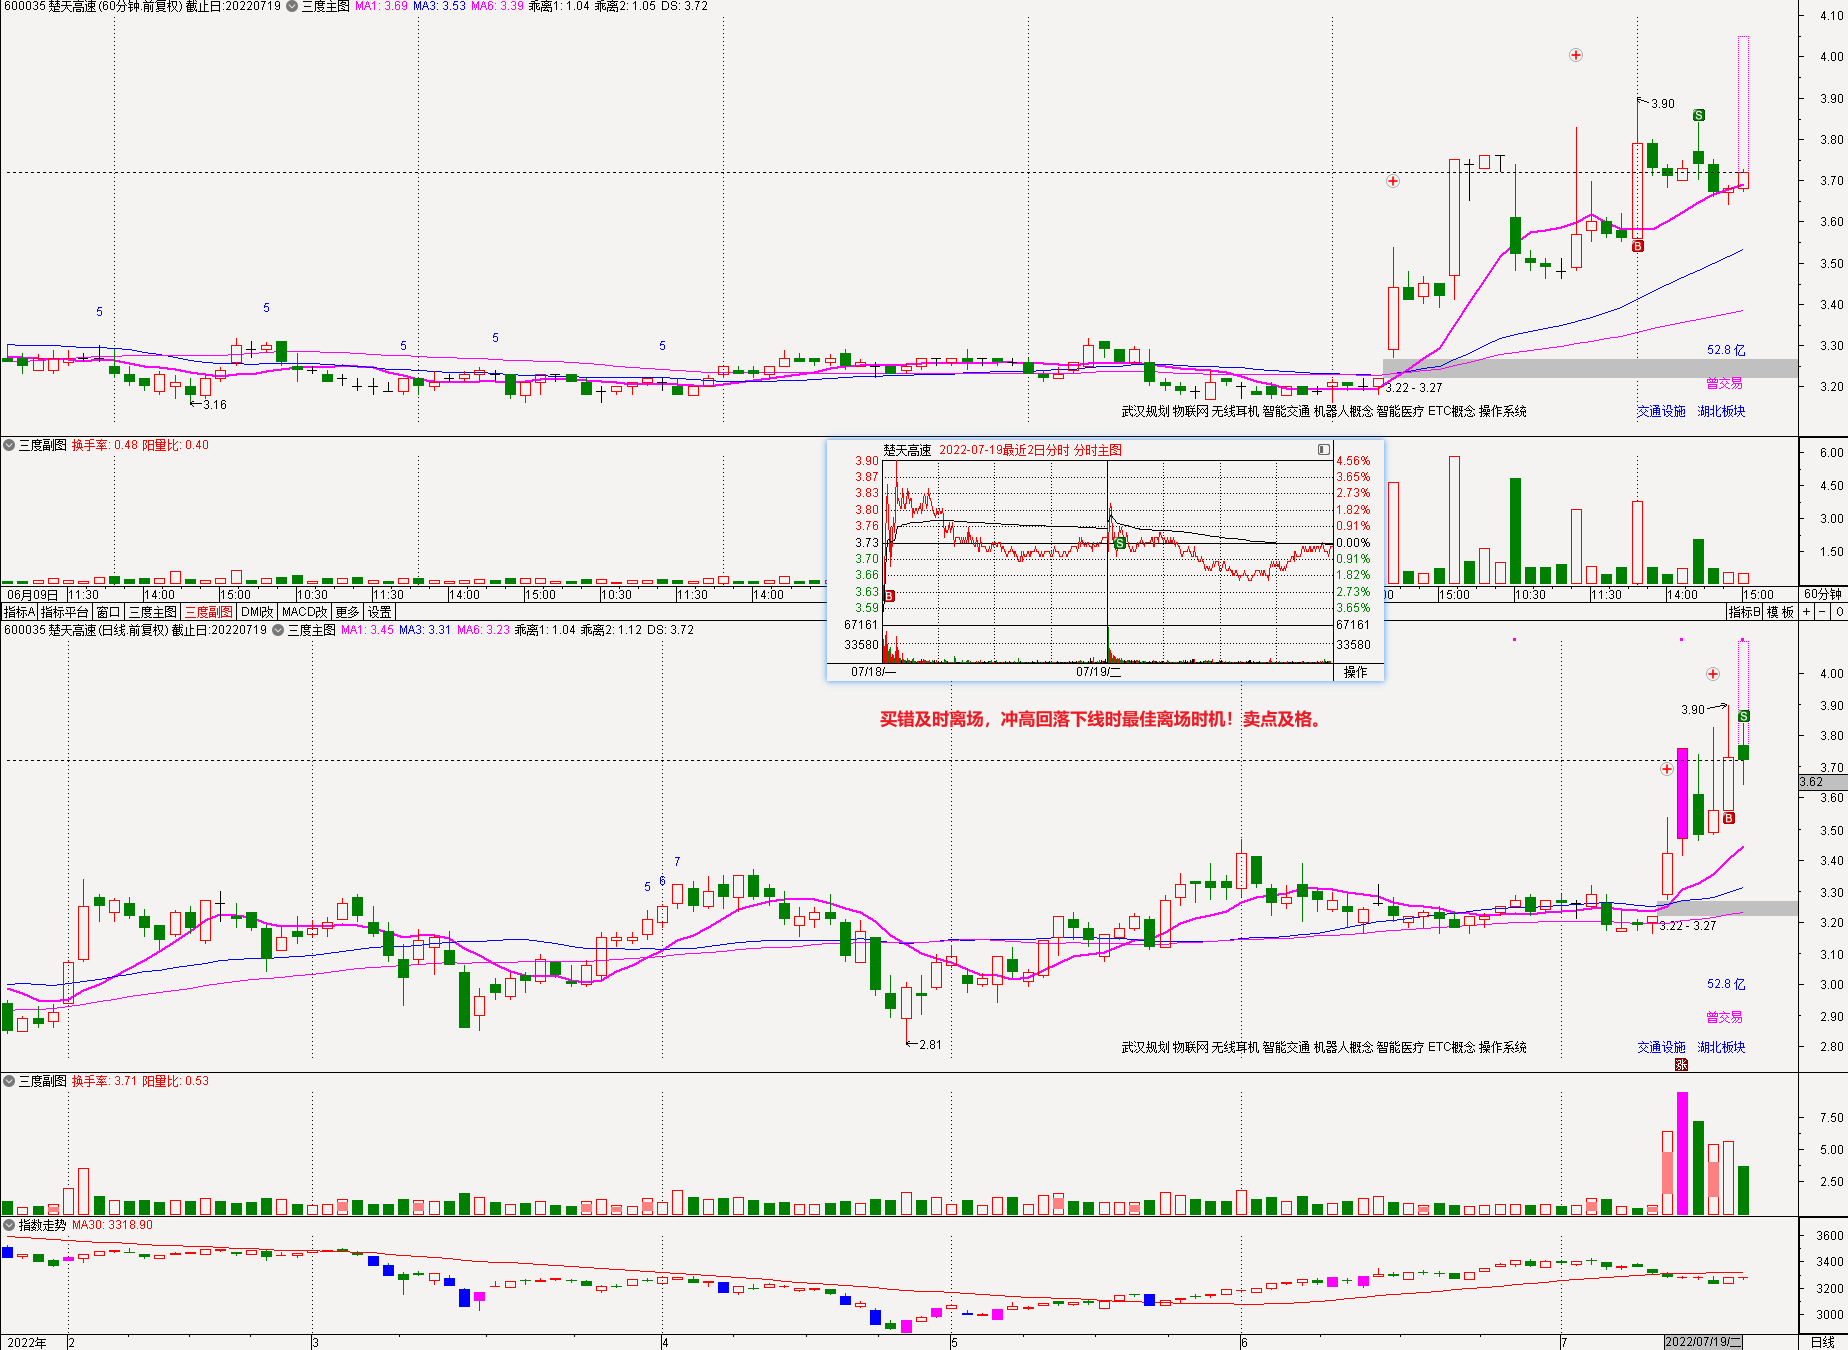 600035 楚天高速(60分钟.前复权) 截止日:20220719 三度主图 MA1: 3.69 MA3: 3.53 MA6: 3.39 乖离1: 1.04 乖离2: 1.05 DS: 3.72
4.10
4.00
3.90
3.90
S
3.80
3.70
3.60
B
3.50
3.40
5
5
5
5
5
3.30
52.8 亿
3.20
3.22 - 3.27
曾交易
3.16
武汉规划 物联网 无线耳机 智能交通 机器人概念 智能医疗 ETC概念 操作系统
交通设施 湖北板块
三度副图 换手率: 0.48 阳量比: 0.40
6.00
4.50
3.00
1.50
楚天高速 2022-07-19最近2日分时 分时主图
3.90 4.56%
3.87 3.65%
3.83 2.73%
3.80 1.82%
3.76 0.91%
3.73 0.00%
S
3.70 0.91%
3.66 1.82%
3.63 2.73%
B
3.59 3.65%
67161 67161
33580 33580
07/18/一 07/19/二 操作
06月09日 11:30 14:00 15:00 10:30 11:30 14:00 15:00 10:30 11:30 14:00 15:00 10:30 11:30 14:00 15:00 60分钟
指标A 指标平台 窗口 三度主图 三度副图 DMI改 MACD改 更多 设置 指标B 模板 + − 0
600035 楚天高速(日线.前复权) 截止日:20220719 三度主图 MA1: 3.45 MA3: 3.31 MA6: 3.23 乖离1: 1.04 乖离2: 1.12 DS: 3.72
买错及时离场，冲高回落下线时最佳离场时机！卖点及格。
4.00
3.90
3.90
S
3.80
3.70
3.62
3.60
B
3.50
3.40
7
5 6
3.30
3.20
3.22 - 3.27
3.10
3.00
52.8 亿
2.90
曾交易
2.81
2.80
武汉规划 物联网 无线耳机 智能交通 机器人概念 智能医疗 ETC概念 操作系统
交通设施 湖北板块
涨
三度副图 换手率: 3.71 阳量比: 0.53
7.50
5.00
2.50
指数走势 MA30: 3318.90
3600
3400
3200
3000
2022年 2 3 4 5 6 7 2022/07/19/二 日线